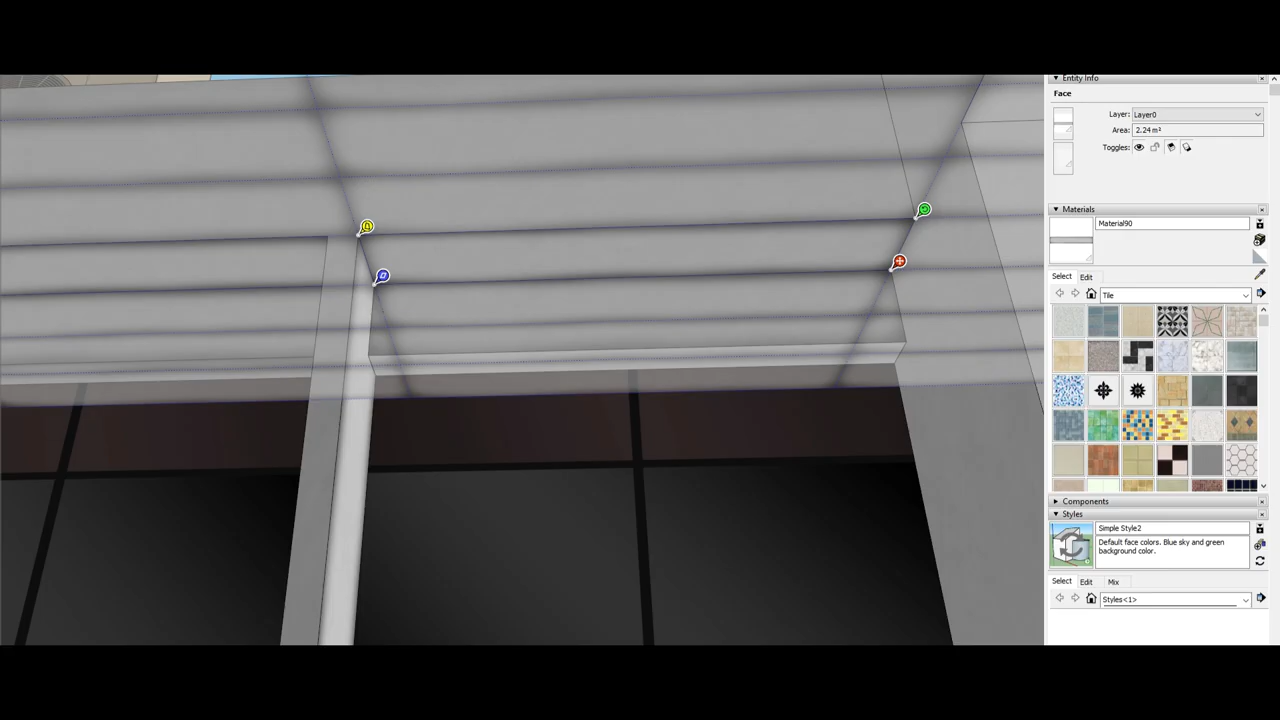 Entity Info
Face
Layer: Layer0
Area: 2.24 m²
Toggles:
Materials
Material90
Select Edit
Tile
Components
Styles
Simple Style2
Default face colors. Blue sky and green
background color.
Select Edit Mix
Styles<1>